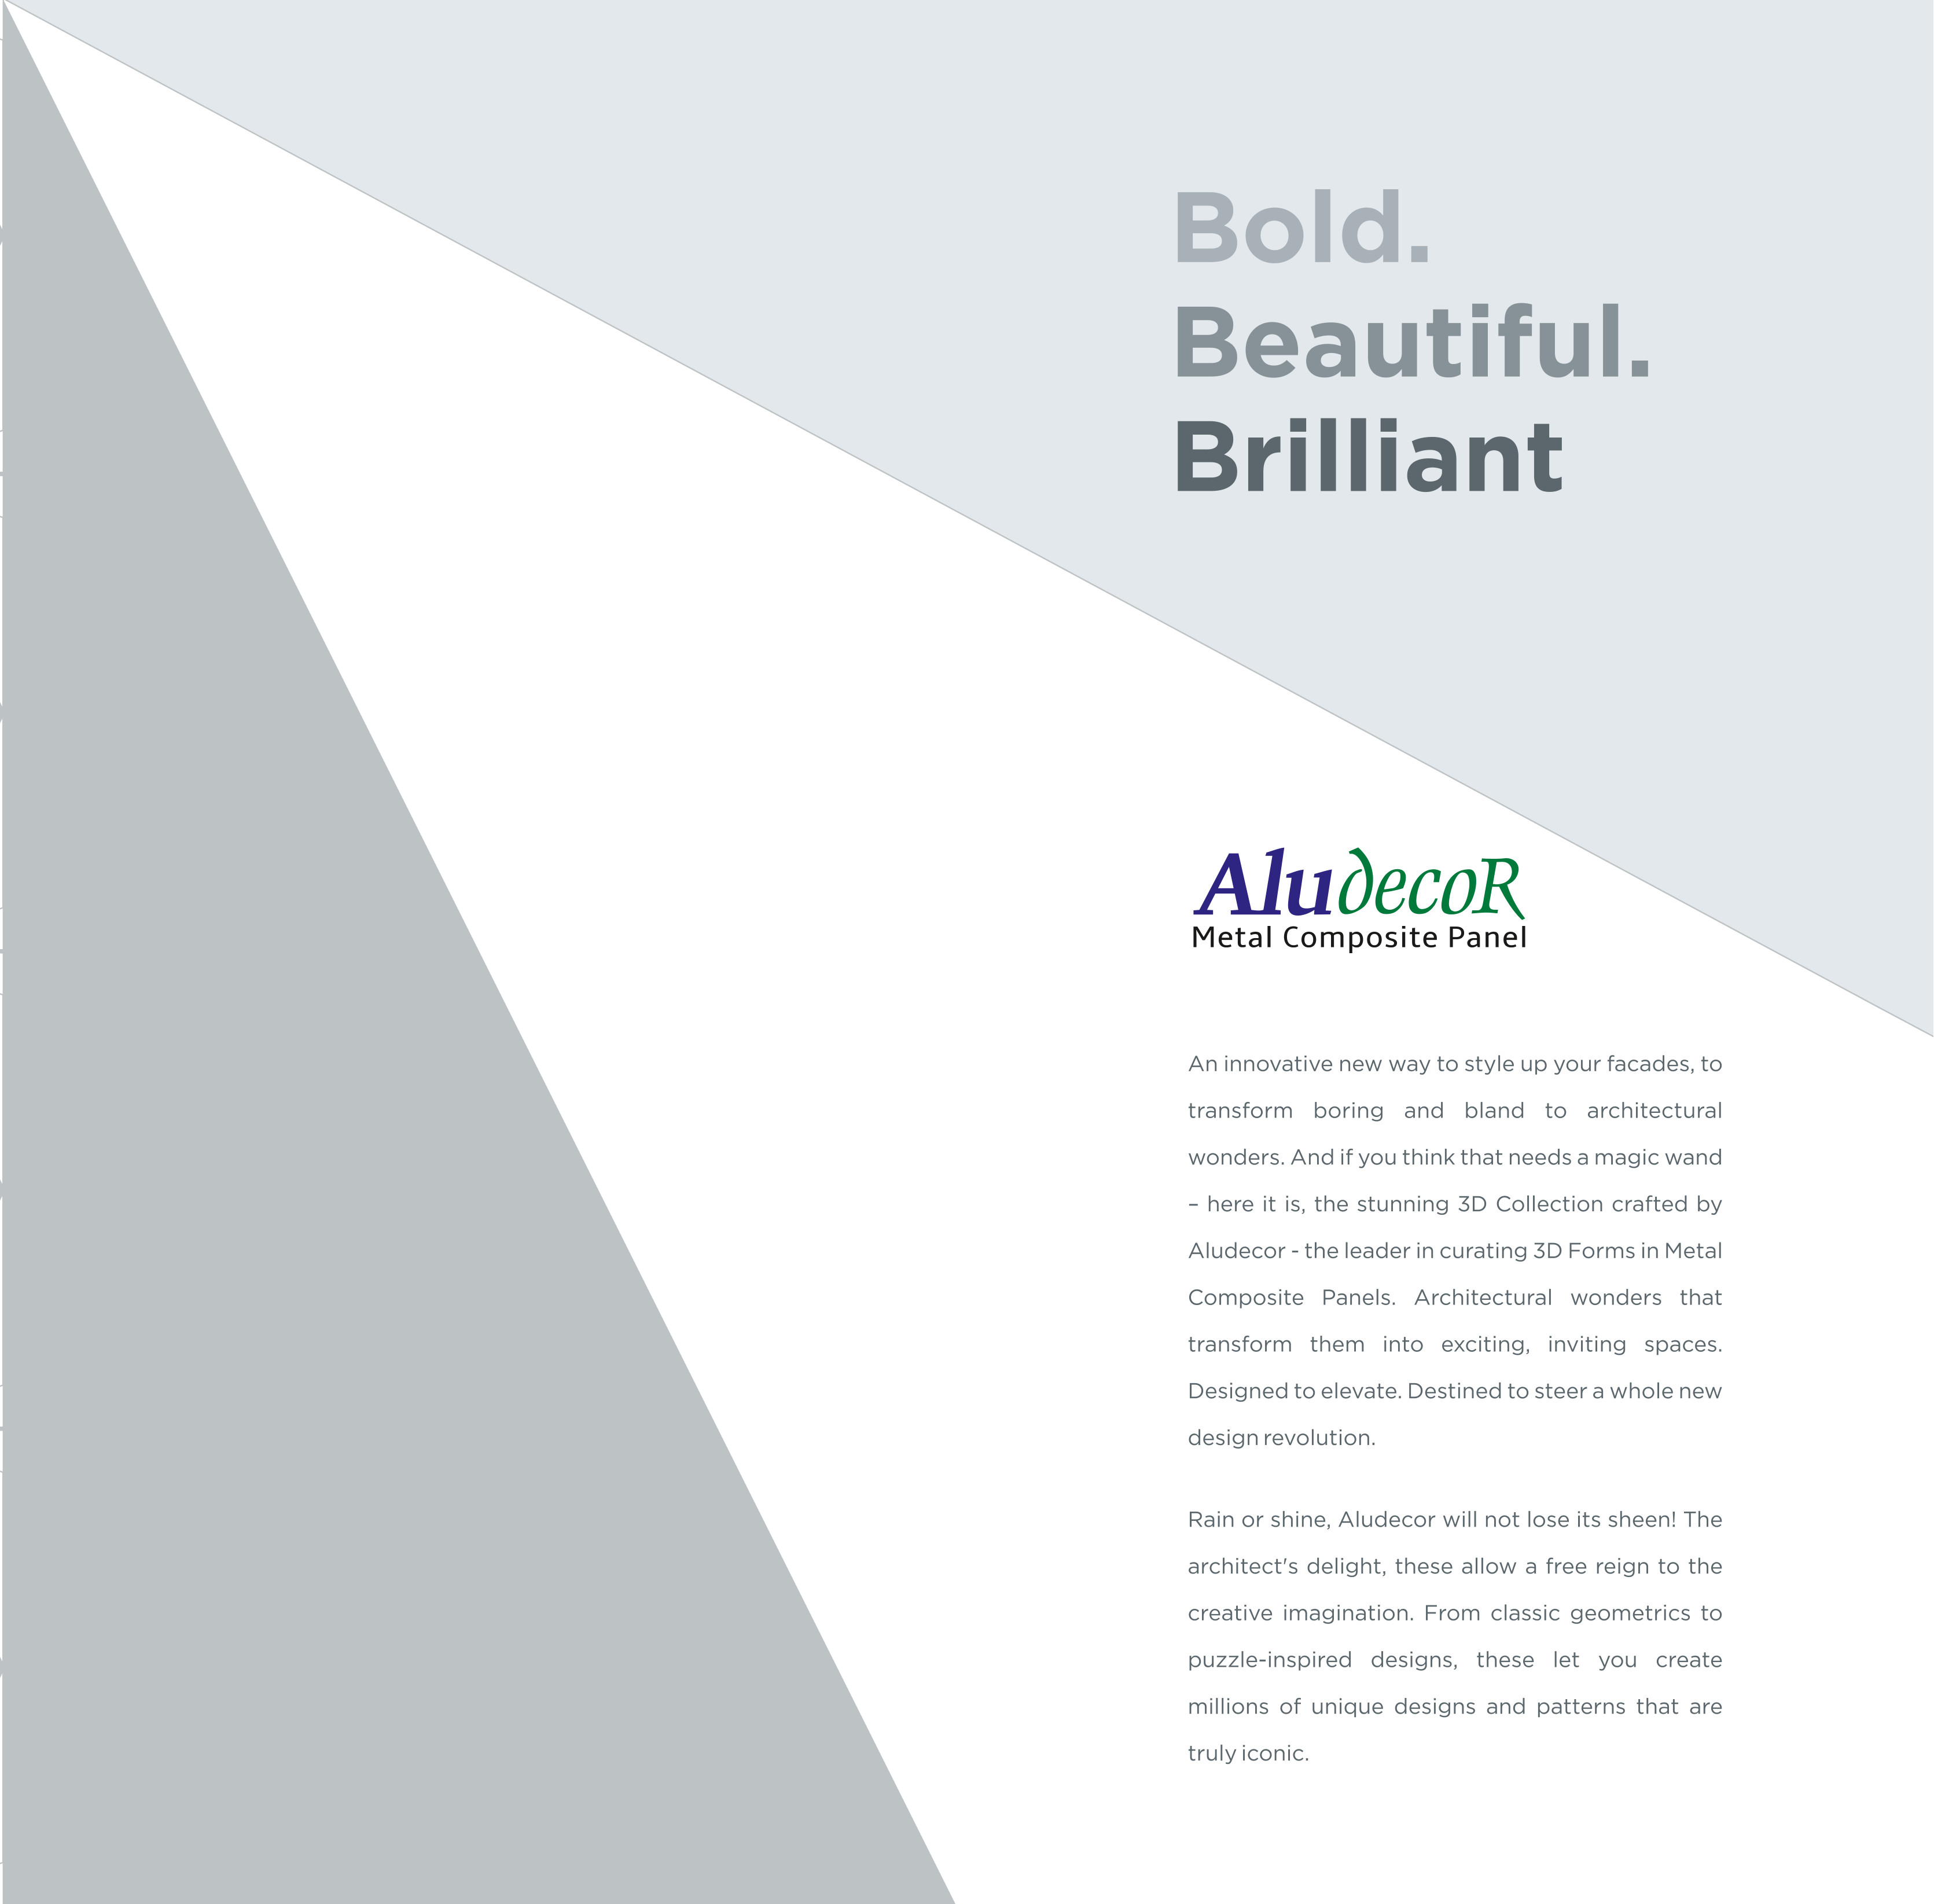 Bold.
Beautiful.
Brilliant
AludecoR
Metal Composite Panel
An innovative new way to style up your facades, to
transform boring and bland to architectural
wonders. And if you think that needs a magic wand
– here it is, the stunning 3D Collection crafted by
Aludecor - the leader in curating 3D Forms in Metal
Composite Panels. Architectural wonders that
transform them into exciting, inviting spaces.
Designed to elevate. Destined to steer a whole new
design revolution.
Rain or shine, Aludecor will not lose its sheen! The
architect's delight, these allow a free reign to the
creative imagination. From classic geometrics to
puzzle-inspired designs, these let you create
millions of unique designs and patterns that are
truly iconic.